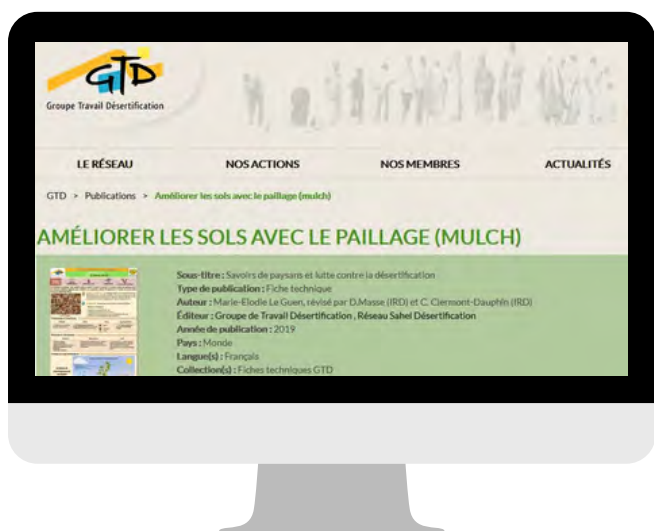 GTD
Groupe Travail Désertification
LE RÉSEAU NOS ACTIONS NOS MEMBRES ACTUALITÉS
GTD > Publications > Améliorer les sols avec le paillage (mulch)
AMÉLIORER LES SOLS AVEC LE PAILLAGE (MULCH)
Sous-titre : Savoirs de paysans et lutte contre la désertification
Type de publication : Fiche technique
Auteur : Marie-Elodie Le Guen, révisé par D.Masse (IRD) et C. Clermont-Dauphin (IRD)
Éditeur : Groupe de Travail Désertification , Réseau Sahel Désertification
Année de publication : 2019
Pays : Monde
Langue(s) : Français
Collection(s) : Fiches techniques GTD